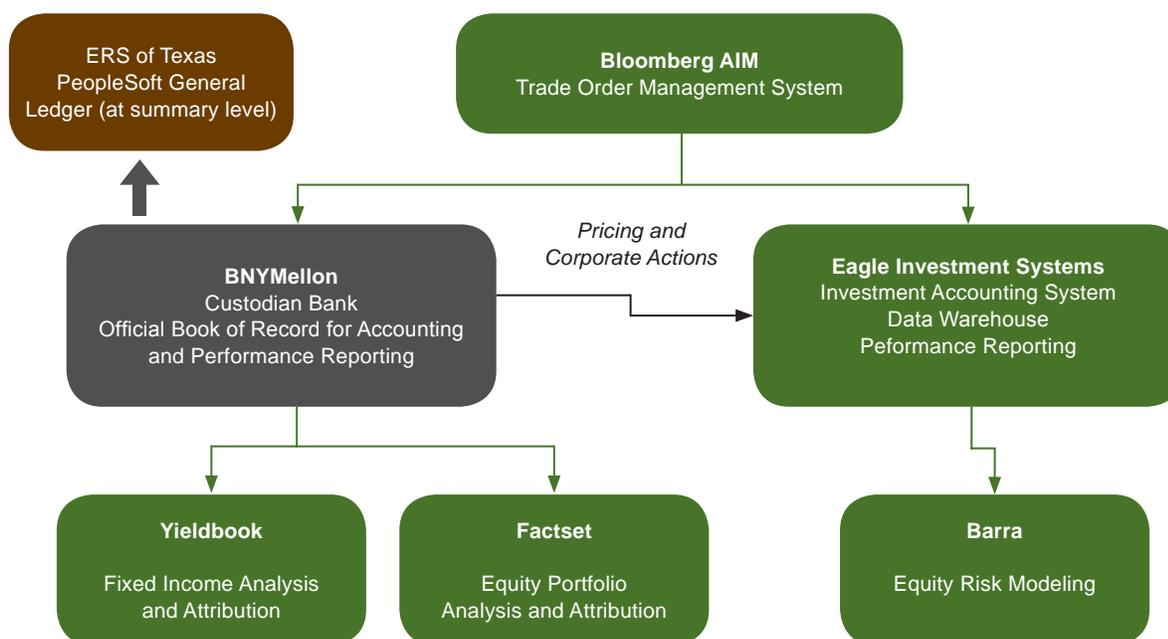 ERS of Texas
PeopleSoft General
Ledger (at summary level)
Bloomberg AIM
Trade Order Management System
Pricing and
Corporate Actions
BNYMellon
Custodian Bank
Official Book of Record for Accounting
and Performance Reporting
Eagle Investment Systems
Investment Accounting System
Data Warehouse
Peformance Reporting
Yieldbook
Fixed Income Analysis
and Attribution
Factset
Equity Portfolio
Analysis and Attribution
Barra
Equity Risk Modeling